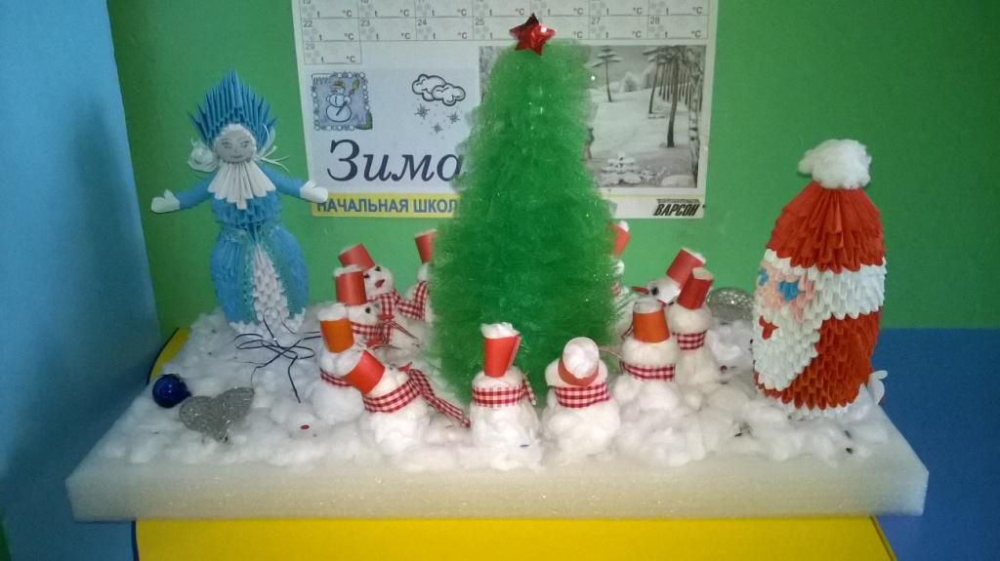 22 t °C 23 t °C 24 t °C 25 t °C 26 t °C 27 t °C 28 t °C
29 t °C
Зима
НАЧАЛЬНАЯ ШКОЛ
ВАРСОН